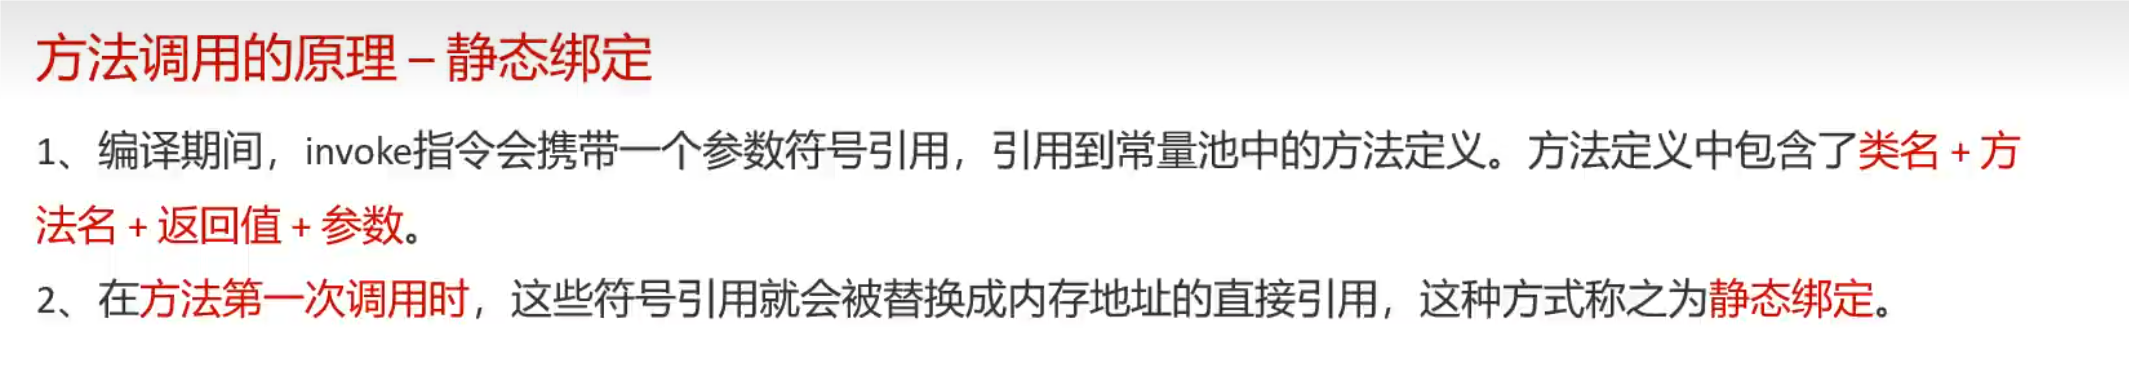 方法调用的原理 – 静态绑定
1、编译期间，invoke指令会携带一个参数符号引用，引用到常量池中的方法定义。方法定义中包含了类名 + 方
法名 + 返回值 + 参数。
2、在方法第一次调用时，这些符号引用就会被替换成内存地址的直接引用，这种方式称之为静态绑定。